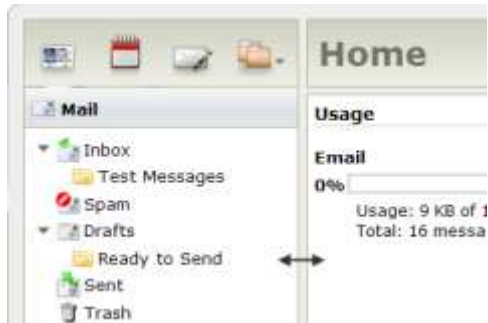 Home
Mail
Inbox
Test Messages
Spam
Drafts
Ready to Send
Sent
Trash
Usage
Email
0%
Usage: 9 KB of 1
Total: 16 messa